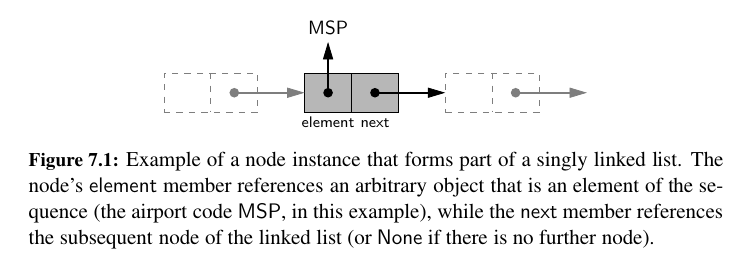 MSP
element next
Figure 7.1: Example of a node instance that forms part of a singly linked list. The
node's element member references an arbitrary object that is an element of the se-
quence (the airport code MSP, in this example), while the next member references
the subsequent node of the linked list (or None if there is no further node).